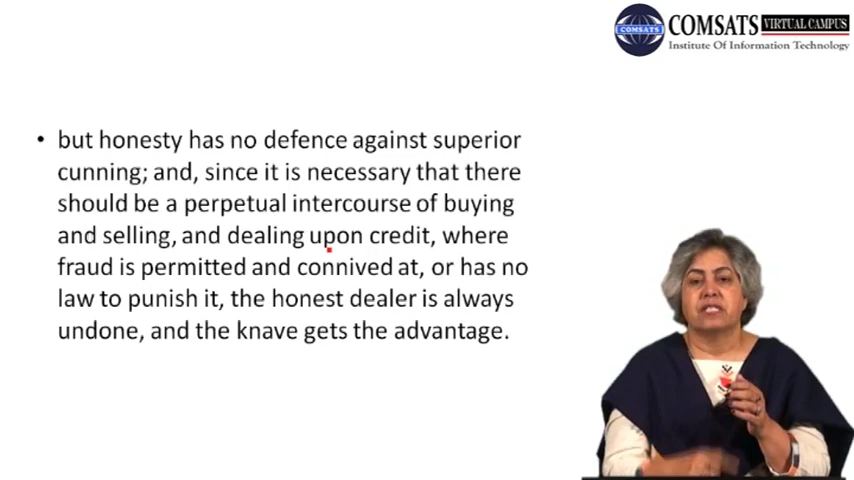 COMSATS
COMSATS VIRTUAL CAMPUS
Institute Of Information Technology
• but honesty has no defence against superior
cunning; and, since it is necessary that there
should be a perpetual intercourse of buying
and selling, and dealing upon credit, where
fraud is permitted and connived at, or has no
law to punish it, the honest dealer is always
undone, and the knave gets the advantage.